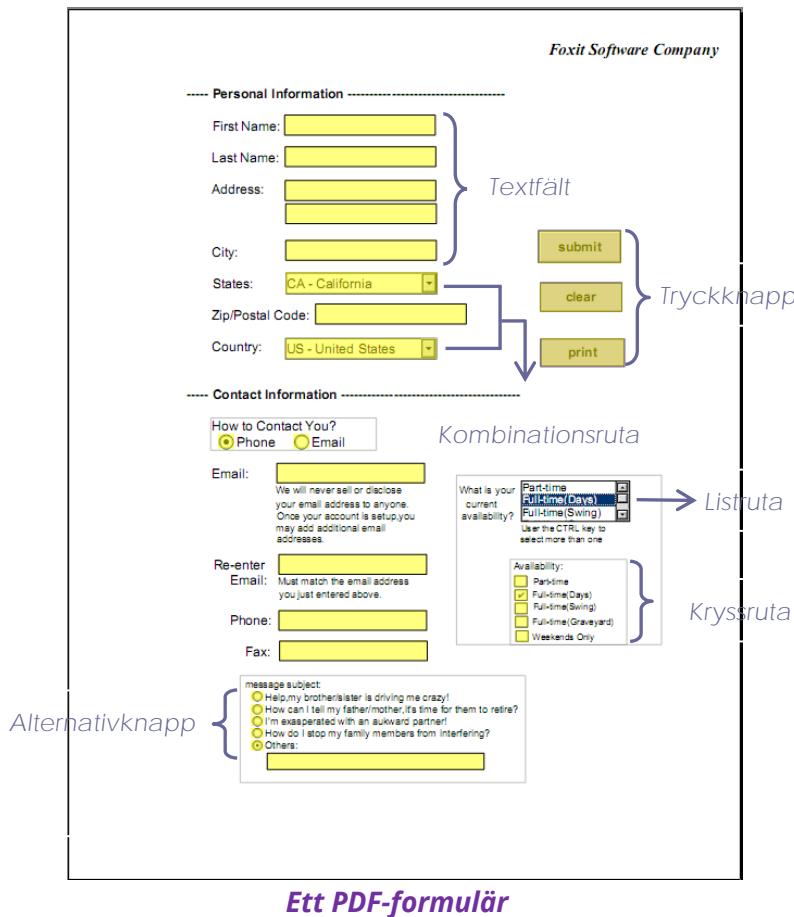 Foxit Software Company
----- Personal Information -----------------------------------
First Name:
Last Name:
Address:
Textfält
City:
submit
States:
CA - California
clear
Tryckknapp
Zip/Postal Code:
Country:
US - United States
print
----- Contact Information ----------------------------------------
How to Contact You?
Phone Email
Kombinationsruta
Email:
We will never sell or disclose
your email address to anyone.
Once your account is setup,you
may add additional email
addresses.
What is your
current
availability?
Part-time
Full-time(Days)
Full-time(Swing)
User the CTRL key to
select more than one
Listruta
Re-enter
Email:
Must match the email address
you just entered above.
Availability:
Part-time
Full-time(Days)
Full-time(Swing)
Full-time(Graveyard)
Weekends Only
Kryssruta
Phone:
Fax:
message subject:
Help,my brother/sister is driving me crazy!
How can I tell my father/mother,it's time for them to retire?
I'm exasperated with an aukward partner!
How do I stop my family members from interfering?
Others:
Alternativknapp
Ett PDF-formulär